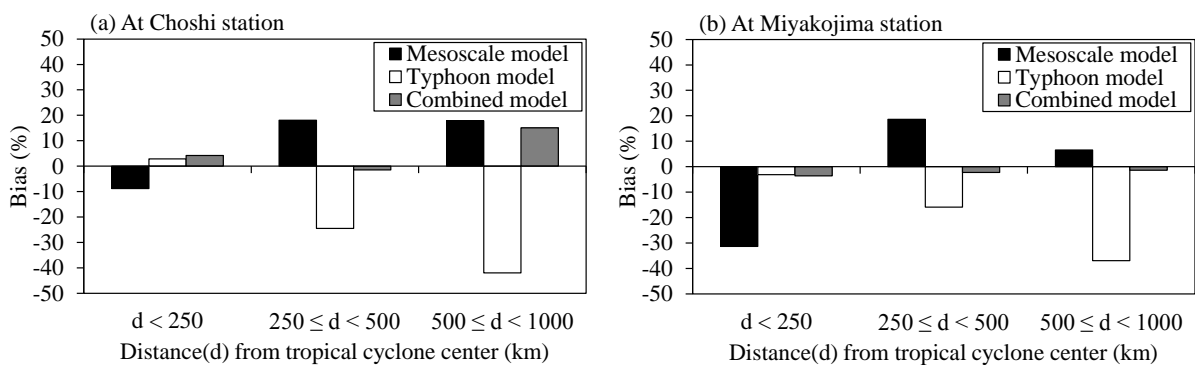 (a) At Choshi station
50
40
30
20
10
0
-10
-20
-30
-40
-50
Bias (%)
Mesoscale model
Typhoon model
Combined model
d < 250
250 ≤ d < 500
500 ≤ d < 1000
Distance(d) from tropical cyclone center (km)
(b) At Miyakojima station
50
40
30
20
10
0
-10
-20
-30
-40
-50
Bias (%)
Mesoscale model
Typhoon model
Combined model
d < 250
250 ≤ d < 500
500 ≤ d < 1000
Distance(d) from tropical cyclone center (km)